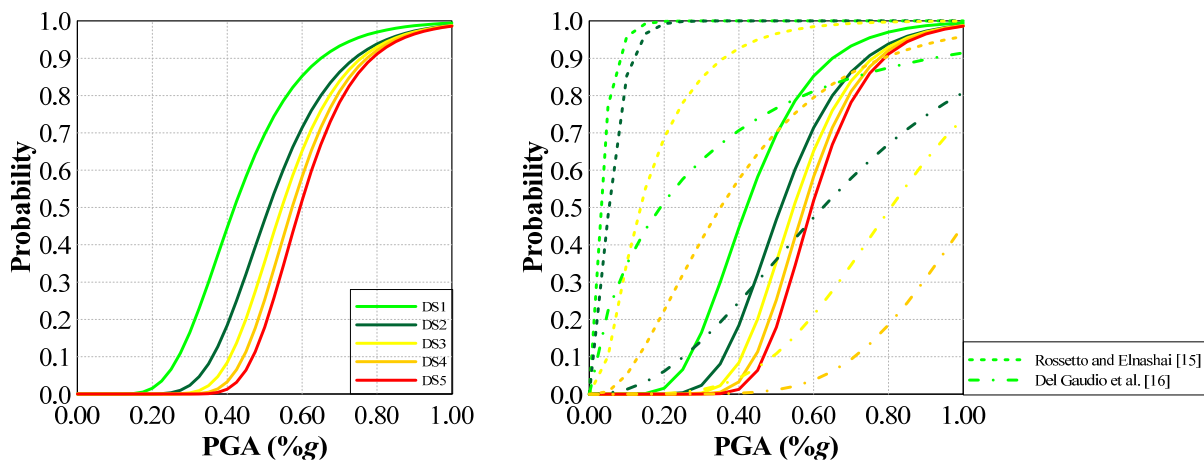 1.0
0.9
0.8
0.7
0.6
0.5
0.4
0.3
0.2
0.1
0.0
Probability
0.00 0.20 0.40 0.60 0.80 1.00
PGA (%g)
DS1
DS2
DS3
DS4
DS5
1.0
0.9
0.8
0.7
0.6
0.5
0.4
0.3
0.2
0.1
0.0
Probability
0.00 0.20 0.40 0.60 0.80 1.00
PGA (%g)
Rossetto and Elnashai [15]
Del Gaudio et al. [16]